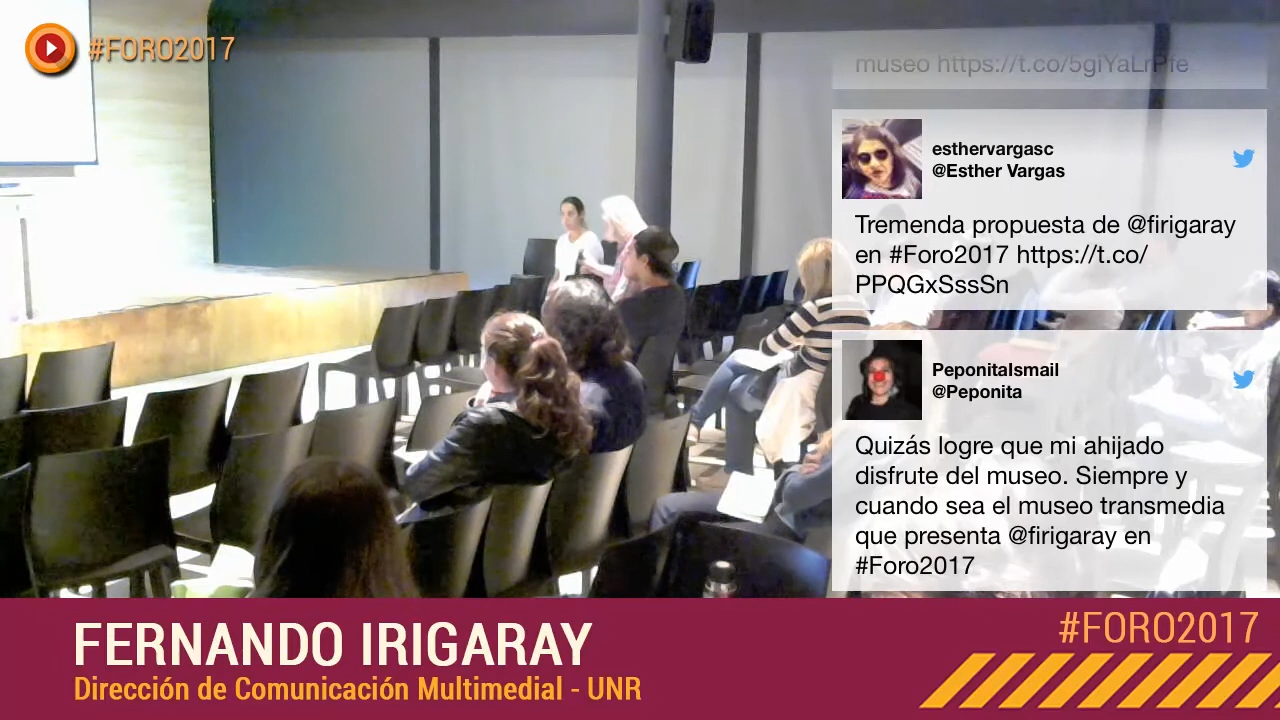 #FORO2017
museo https://t.co/5giYaLrPfe
esthervargasc
@Esther Vargas
Tremenda propuesta de @firigaray
en #Foro2017 https://t.co/
PPQGxSssSn
PeponitaIsmail
@Peponita
Quizás logre que mi ahijado
disfrute del museo. Siempre y
cuando sea el museo transmedia
que presenta @firigaray en
#Foro2017
FERNANDO IRIGARAY
Dirección de Comunicación Multimedial - UNR
#FORO2017